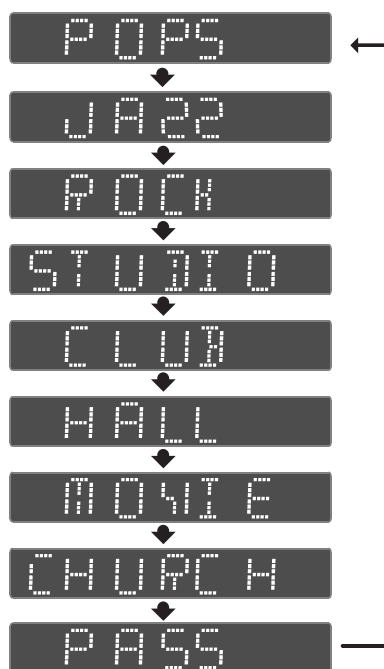 POPS
JAZZ
ROCK
STUDIO
CLUB
HALL
MOVIE
CHURCH
PASS